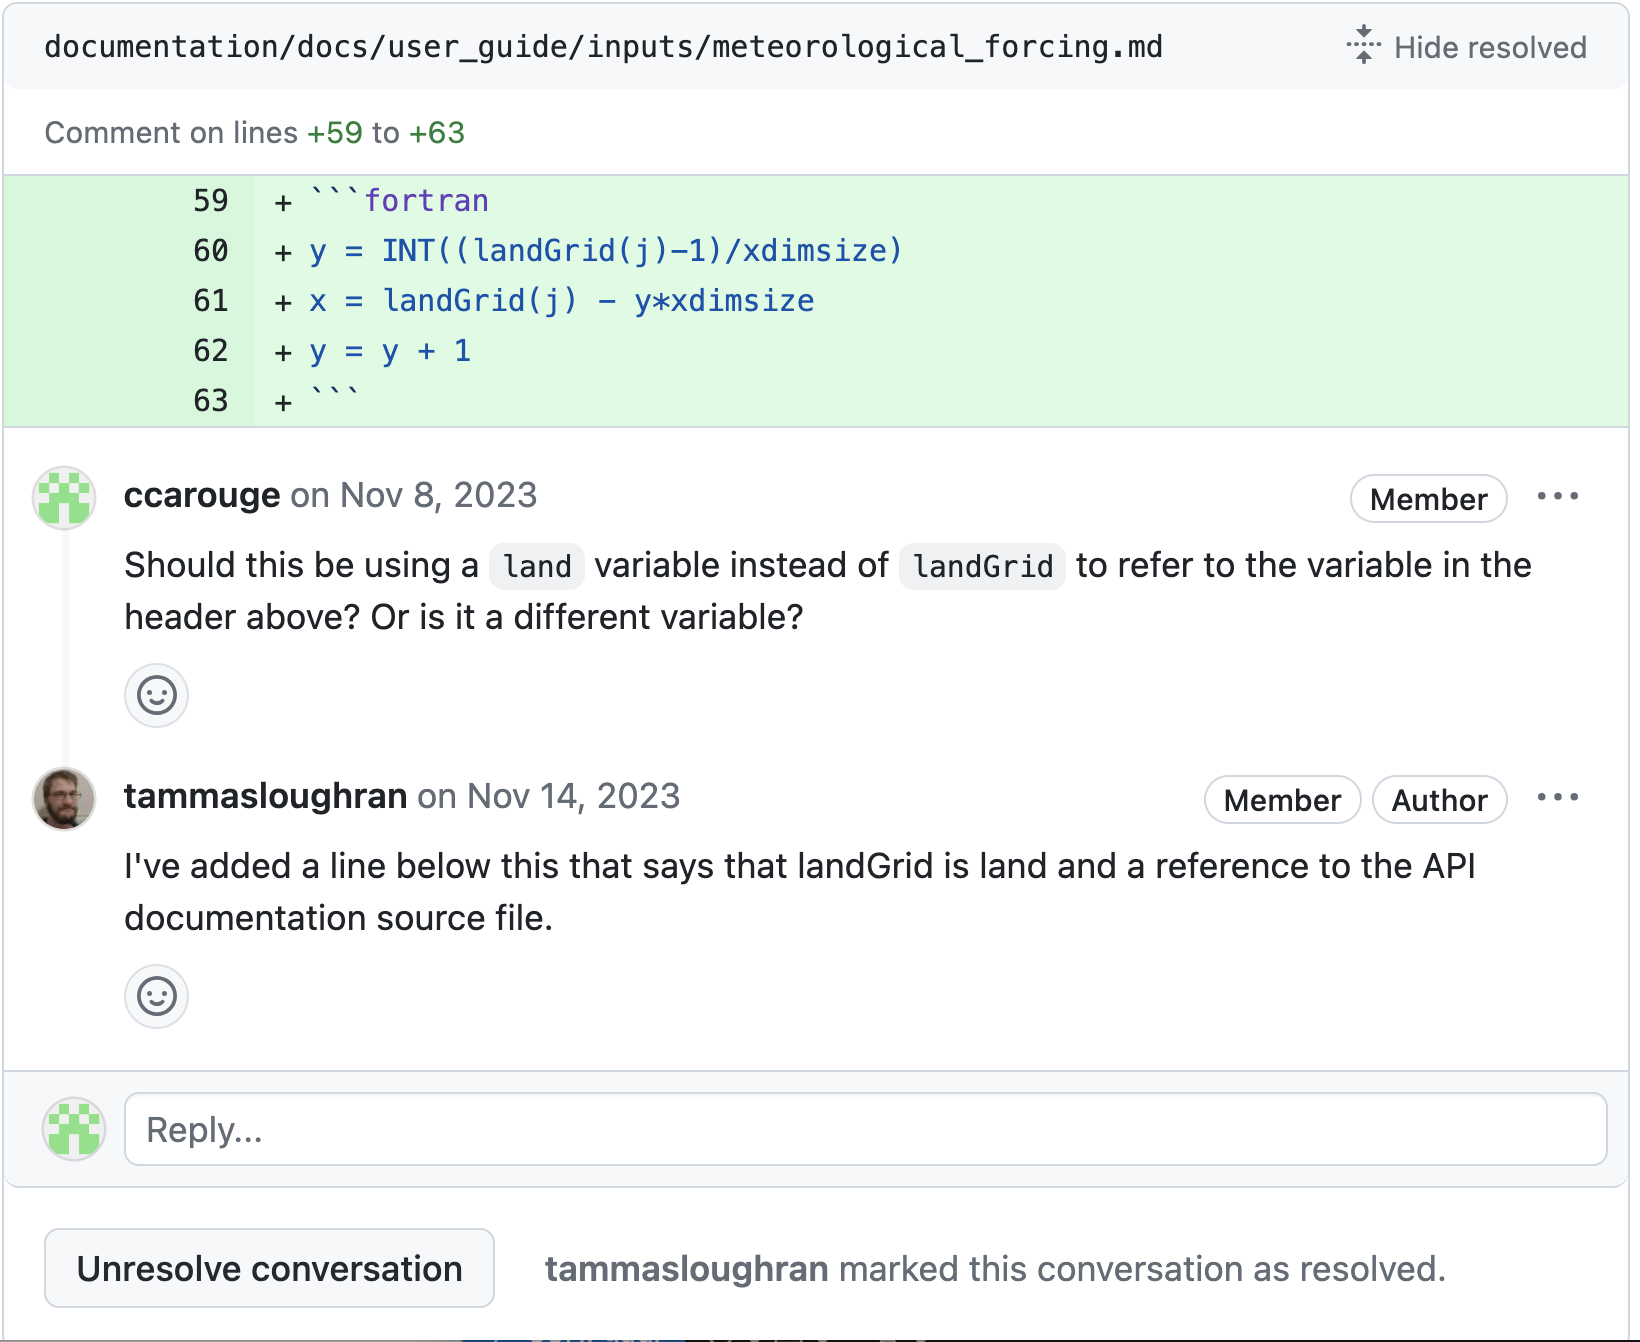 documentation/docs/user_guide/inputs/meteorological_forcing.md
Hide resolved
Comment on lines +59 to +63
59 + ```fortran
60 + y = INT((landGrid(j)-1)/xdimsize)
61 + x = landGrid(j) - y*xdimsize
62 + y = y + 1
63 + ```
ccarouge on Nov 8, 2023
Member
Should this be using a land variable instead of landGrid to refer to the variable in the
header above? Or is it a different variable?
tammasloughran on Nov 14, 2023
Member Author
I've added a line below this that says that landGrid is land and a reference to the API
documentation source file.
Reply...
Unresolve conversation
tammasloughran marked this conversation as resolved.